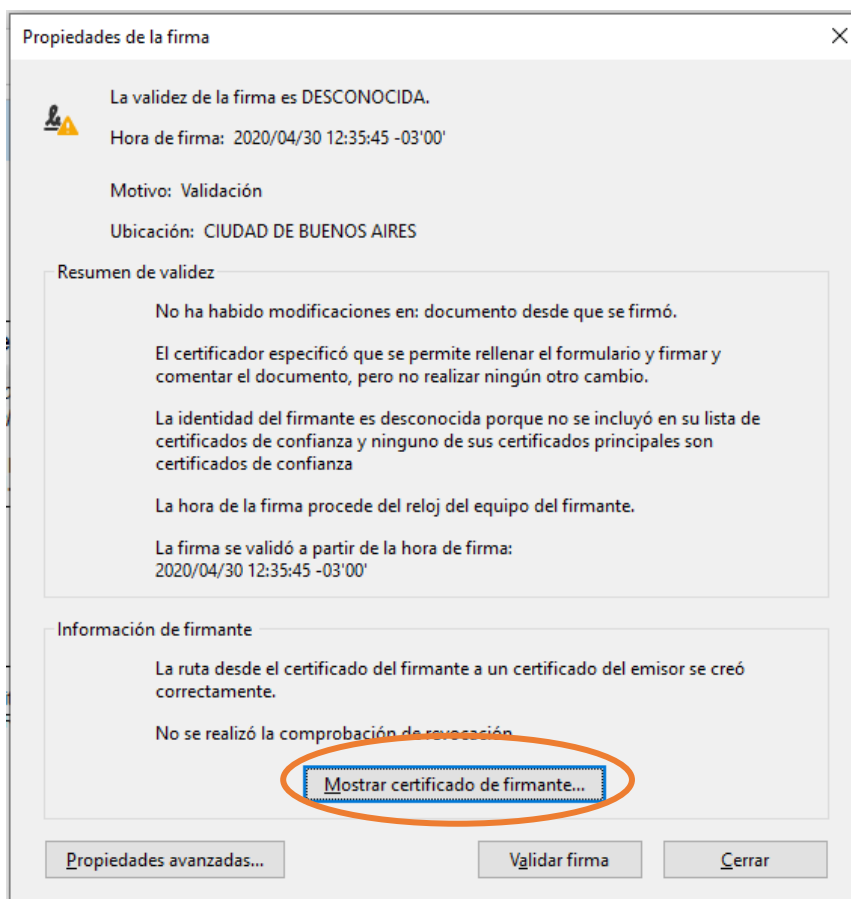 Propiedades de la firma
La validez de la firma es DESCONOCIDA.
Hora de firma: 2020/04/30 12:35:45 -03'00'
Motivo: Validación
Ubicación: CIUDAD DE BUENOS AIRES
Resumen de validez
No ha habido modificaciones en: documento desde que se firmó.
El certificador especificó que se permite rellenar el formulario y firmar y
comentar el documento, pero no realizar ningún otro cambio.
La identidad del firmante es desconocida porque no se incluyó en su lista de
certificados de confianza y ninguno de sus certificados principales son
certificados de confianza
La hora de la firma procede del reloj del equipo del firmante.
La firma se validó a partir de la hora de firma:
2020/04/30 12:35:45 -03'00'
Información de firmante
La ruta desde el certificado del firmante a un certificado del emisor se creó
correctamente.
No se realizó la comprobación de revocación.
Mostrar certificado de firmante...
Propiedades avanzadas...
Validar firma
Cerrar